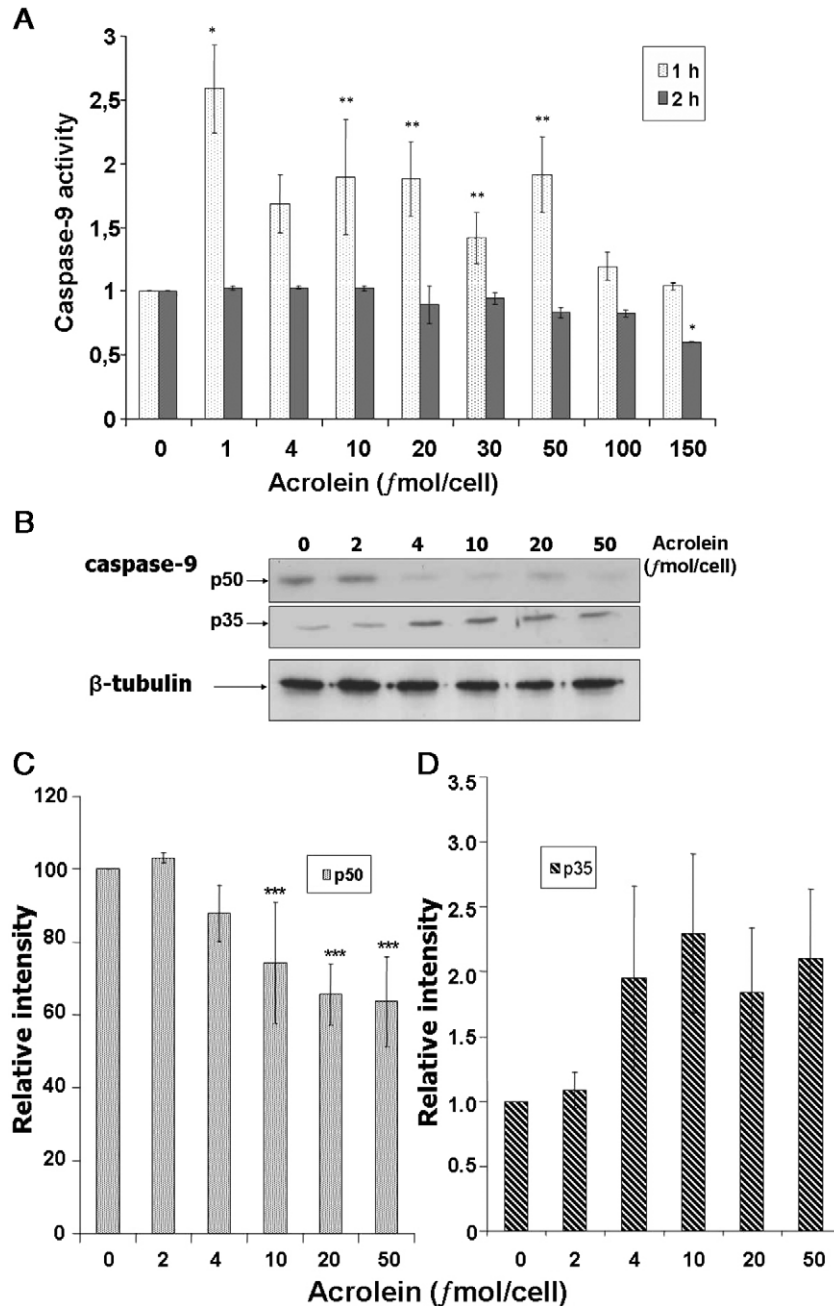 A
Caspase-9 activity
3
2,5
2
1,5
1
0,5
0
*
**
**
**
**
*
1 h
2 h
0 1 4 10 20 30 50 100 150
Acrolein (ƒmol/cell)
B
0 2 4 10 20 50 Acrolein
(ƒmol/cell)
caspase-9
p50
p35
β-tubulin
C
Relative intensity
120
100
80
60
40
20
0
p50
***
***
***
0 2 4 10 20 50
D
Relative intensity
3.5
3.0
2.5
2.0
1.5
1.0
0.5
0
p35
0 2 4 10 20 50
Acrolein (ƒmol/cell)